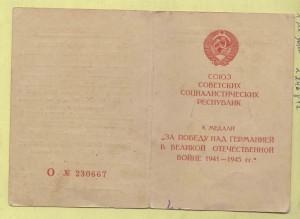 О № 230667
СОЮЗ
СОВЕТСКИХ
СОЦИАЛИСТИЧЕСКИХ
РЕСПУБЛИК
К МЕДАЛИ
"ЗА ПОБЕДУ НАД ГЕРМАНИЕЙ
В ВЕЛИКОЙ ОТЕЧЕСТВЕННОЙ
ВОЙНЕ 1941—1945 гг."